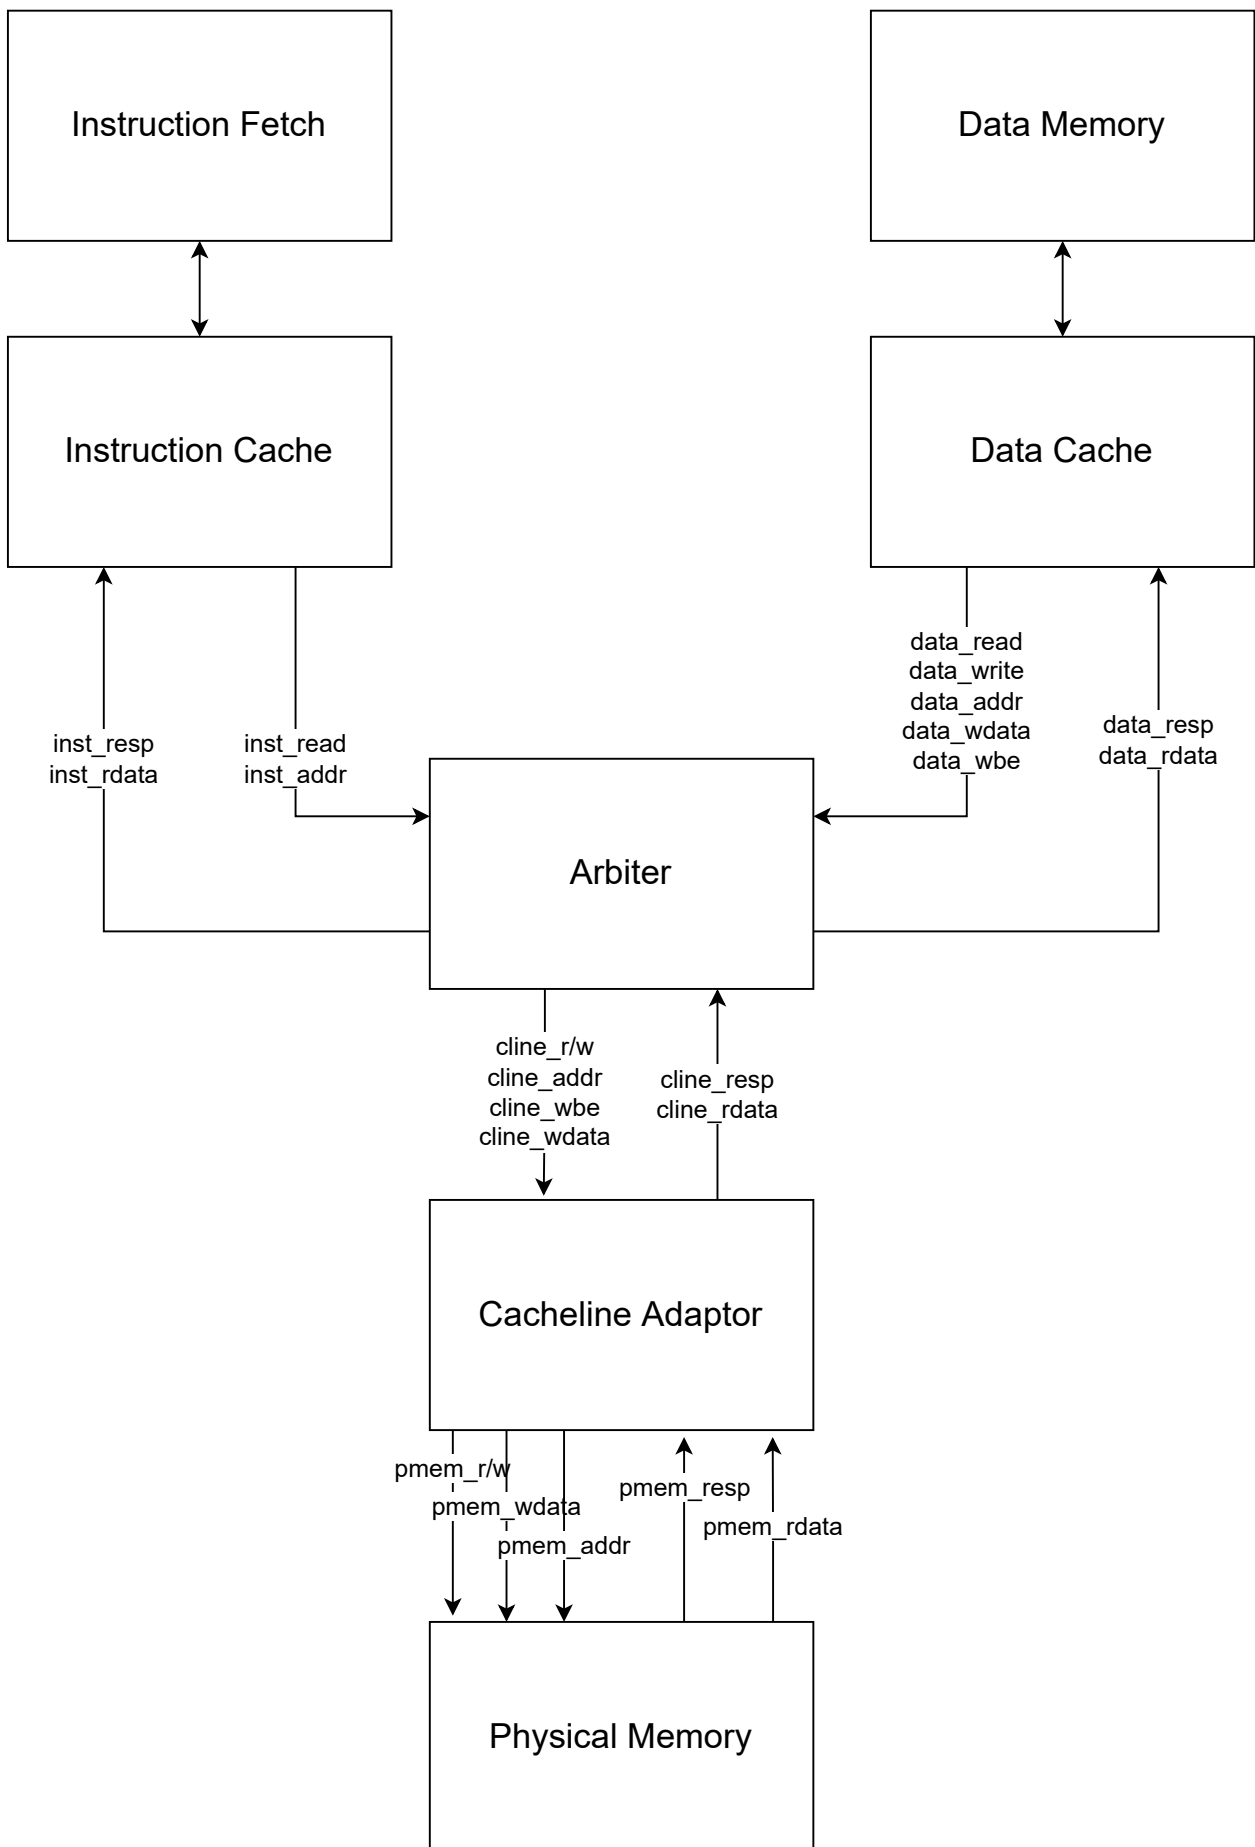 Instruction Fetch
Data Memory
Instruction Cache
Data Cache
inst_resp
inst_rdata
inst_read
inst_addr
data_read
data_write
data_addr
data_wdata
data_wbe
data_resp
data_rdata
Arbiter
cline_r/w
cline_addr
cline_wbe
cline_wdata
cline_resp
cline_rdata
Cacheline Adaptor
pmem_r/w
pmem_wdata
pmem_addr
pmem_resp
pmem_rdata
Physical Memory